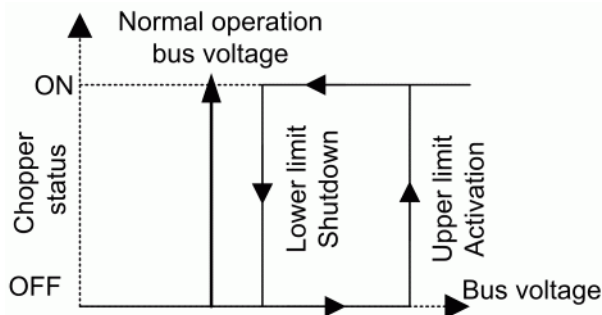 Normal operation
bus voltage
ON
Chopper
status
Lower limit
Shutdown
Upper limit
Activation
OFF
Bus voltage